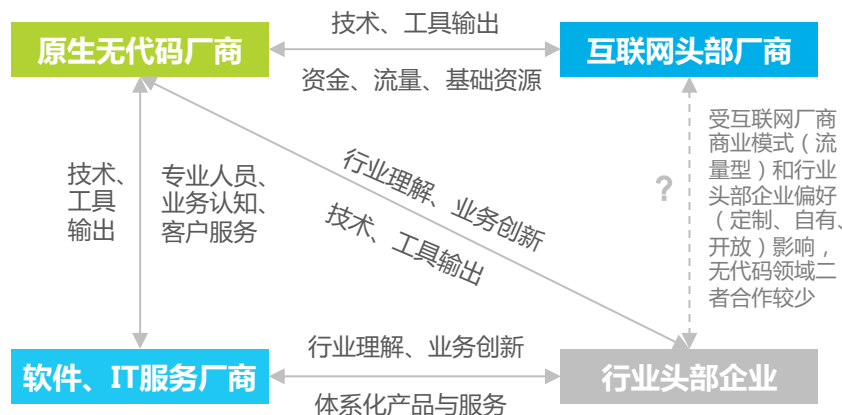 技术、工具输出
原生无代码厂商
互联网头部厂商
资金、流量、基础资源
受互联网厂商
商业模式（流
量型）和行业
头部企业偏好
（定制、自有、
开放）影响，
无代码领域二
者合作较少
？
技术、
工具
输出
专业人员、
业务认知、
客户服务
行业理解、业务创新
技术、工具输出
行业理解、业务创新
软件、IT服务厂商
行业头部企业
体系化产品与服务